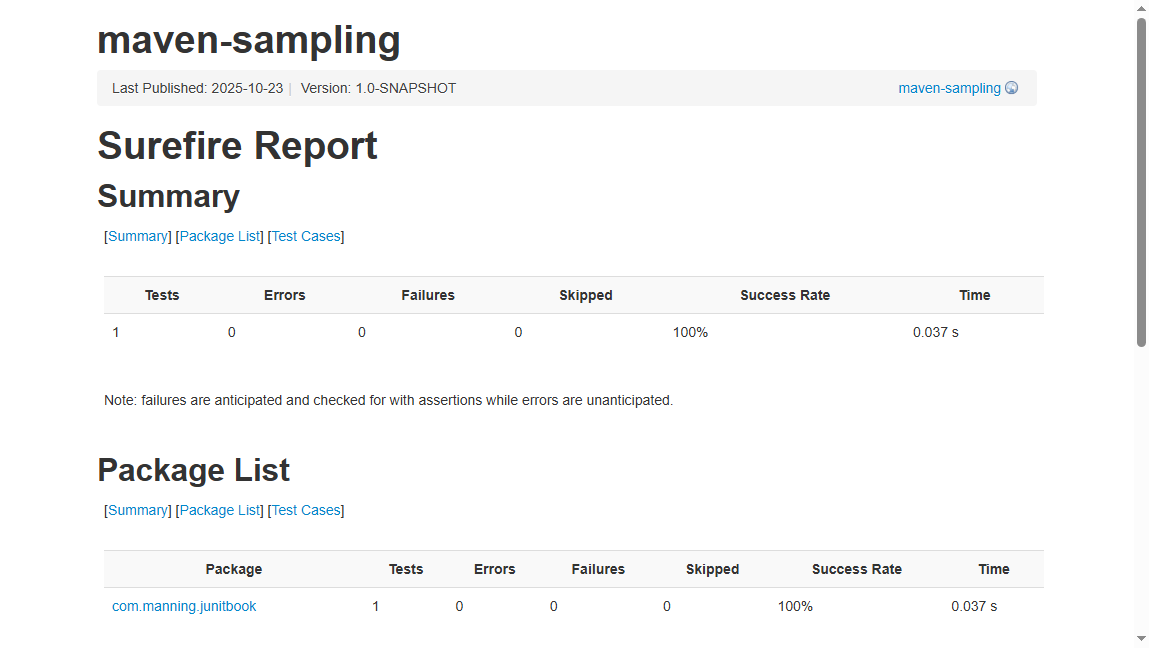 maven-sampling
Last Published: 2025-10-23 | Version: 1.0-SNAPSHOT maven-sampling
Surefire Report
Summary
[Summary] [Package List] [Test Cases]
Tests Errors Failures Skipped Success Rate Time
1 0 0 0 100% 0.037 s
Note: failures are anticipated and checked for with assertions while errors are unanticipated.
Package List
[Summary] [Package List] [Test Cases]
Package Tests Errors Failures Skipped Success Rate Time
com.manning.junitbook 1 0 0 0 100% 0.037 s